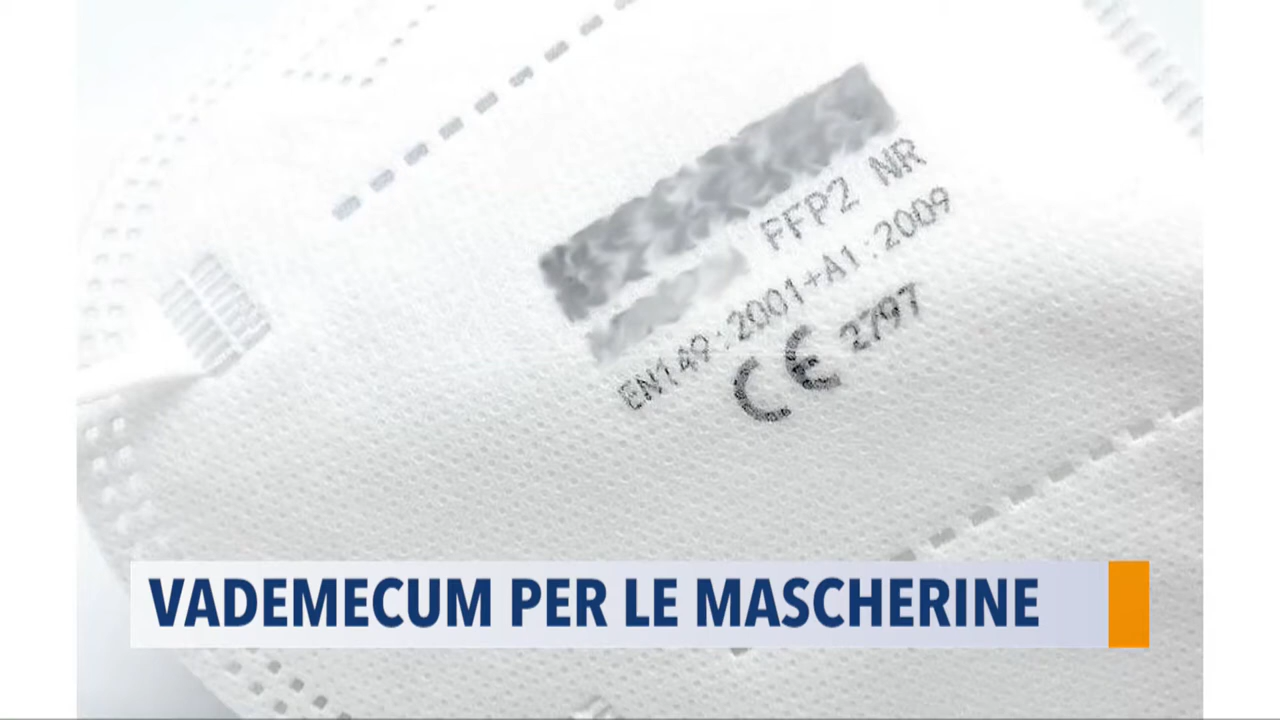 FFP2 NR
EN149:2001+A1:2009
CE 2797
VADEMECUM PER LE MASCHERINE